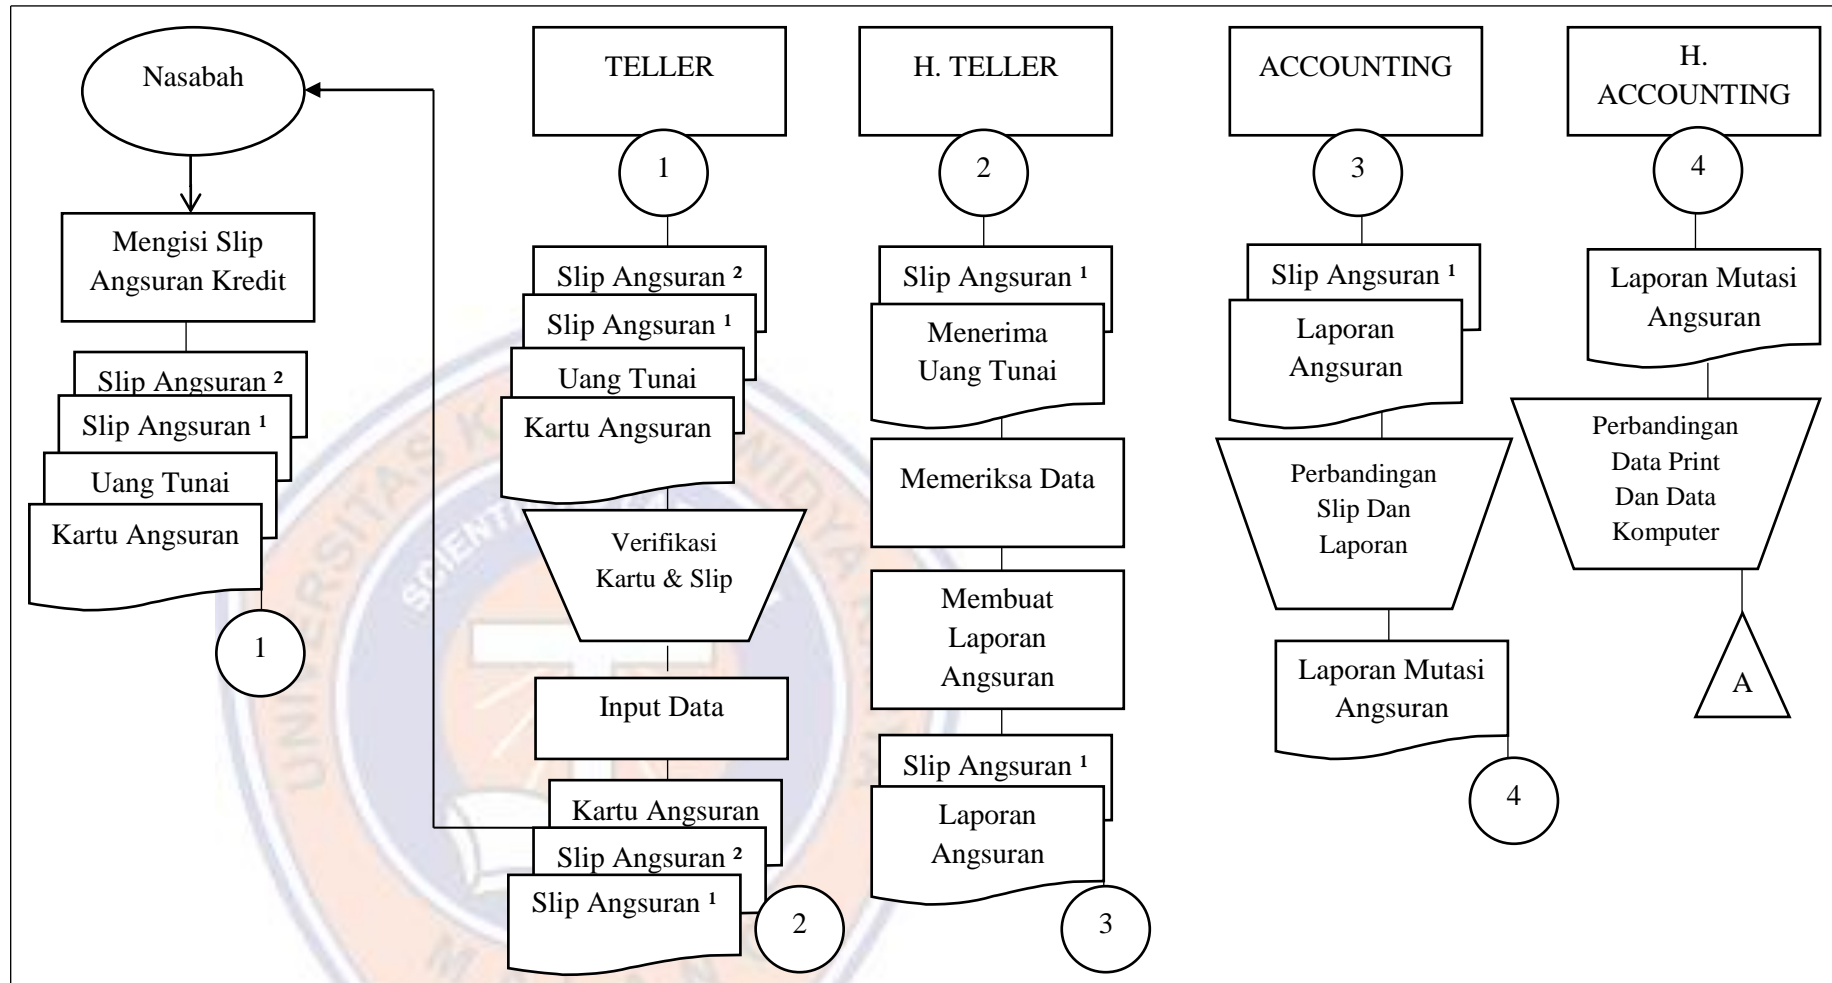 Nasabah
Mengisi Slip
Angsuran Kredit
Slip Angsuran ²
Slip Angsuran ¹
Uang Tunai
Kartu Angsuran
1
TELLER
1
Slip Angsuran ²
Slip Angsuran ¹
Uang Tunai
Kartu Angsuran
Verifikasi
Kartu & Slip
Input Data
Kartu Angsuran
Slip Angsuran ²
Slip Angsuran ¹
2
H. TELLER
2
Slip Angsuran ¹
Menerima
Uang Tunai
Memeriksa Data
Membuat
Laporan
Angsuran
Slip Angsuran ¹
Laporan
Angsuran
3
ACCOUNTING
3
Slip Angsuran ¹
Laporan
Angsuran
Perbandingan
Slip Dan
Laporan
Laporan Mutasi
Angsuran
4
H.
ACCOUNTING
4
Laporan Mutasi
Angsuran
Perbandingan
Data Print
Dan Data
Komputer
A
UNIVERSITAS K